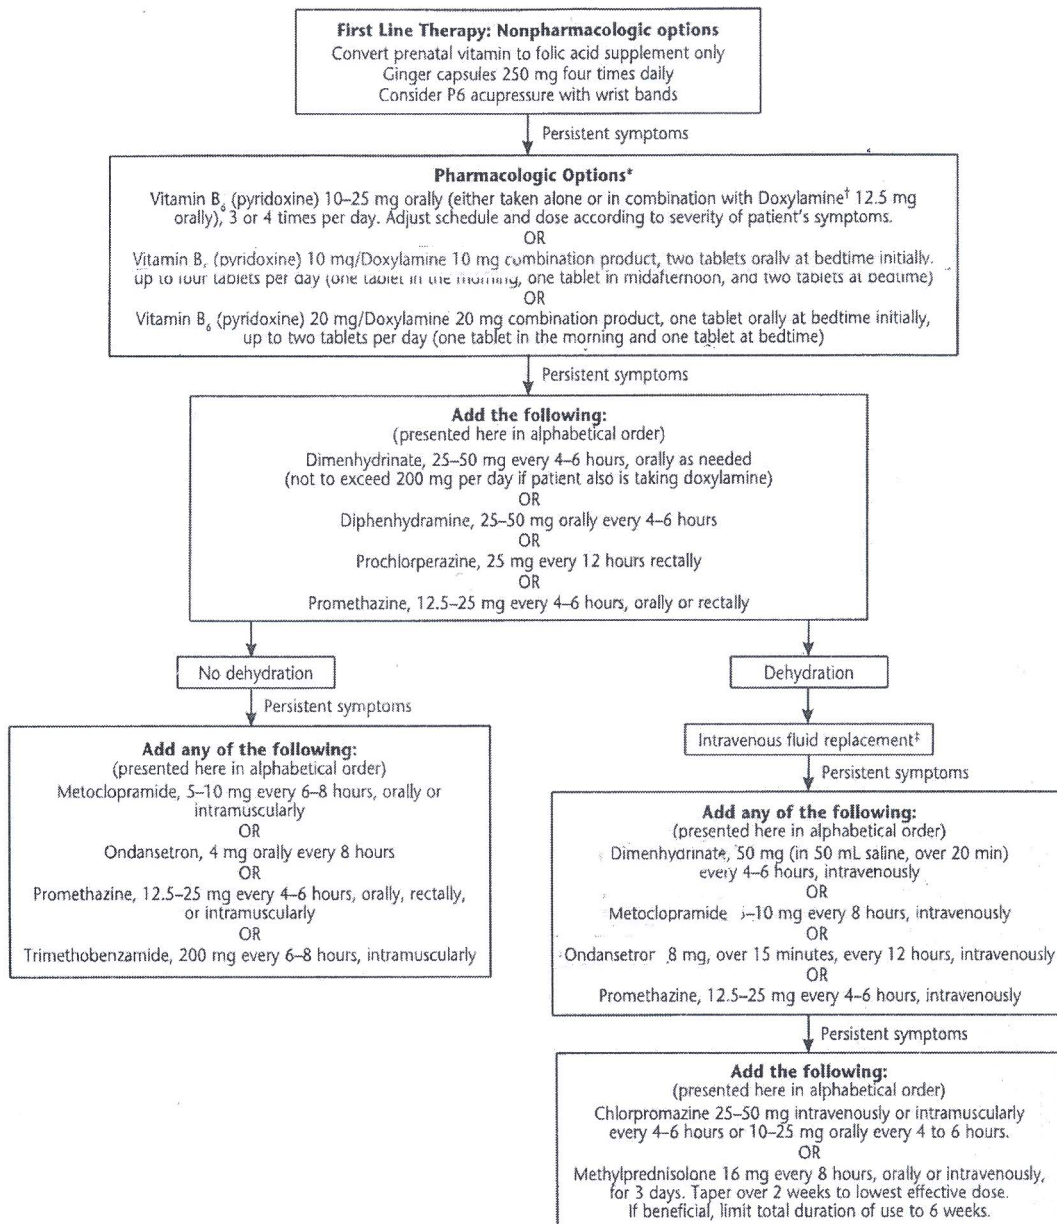 First Line Therapy: Nonpharmacologic options
Convert prenatal vitamin to folic acid supplement only
Ginger capsules 250 mg four times daily
Consider P6 acupressure with wrist bands
Persistent symptoms
Pharmacologic Options*
Vitamin B6 (pyridoxine) 10–25 mg orally (either taken alone or in combination with Doxylamine† 12.5 mg
orally), 3 or 4 times per day. Adjust schedule and dose according to severity of patient's symptoms.
OR
Vitamin B (pyridoxine) 10 mg/Doxylamine 10 mg combination product, two tablets orally at bedtime initially.
up to four tablets per day (one tablet in the morning, one tablet in midafternoon, and two tablets at bedtime)
OR
Vitamin B6 (pyridoxine) 20 mg/Doxylamine 20 mg combination product, one tablet orally at bedtime initially,
up to two tablets per day (one tablet in the morning and one tablet at bedtime)
Persistent symptoms
Add the following:
(presented here in alphabetical order)
Dimenhydrinate, 25–50 mg every 4–6 hours, orally as needed
(not to exceed 200 mg per day if patient also is taking doxylamine)
OR
Diphenhydramine, 25–50 mg orally every 4–6 hours
OR
Prochlorperazine, 25 mg every 12 hours rectally
OR
Promethazine, 12.5–25 mg every 4–6 hours, orally or rectally
No dehydration
Persistent symptoms
Add any of the following:
(presented here in alphabetical order)
Metoclopramide, 5–10 mg every 6–8 hours, orally or
intramuscularly
OR
Ondansetron, 4 mg orally every 8 hours
OR
Promethazine, 12.5–25 mg every 4–6 hours, orally, rectally,
or intramuscularly
OR
Trimethobenzamide, 200 mg every 6–8 hours, intramuscularly
Dehydration
Intravenous fluid replacement‡
Persistent symptoms
Add any of the following:
(presented here in alphabetical order)
Dimenhydrinate, 50 mg (in 50 mL saline, over 20 min)
every 4–6 hours, intravenously
OR
Metoclopramide –10 mg every 8 hours, intravenously
OR
Ondansetror 8 mg, over 15 minutes, every 12 hours, intravenously
OR
Promethazine, 12.5–25 mg every 4–6 hours, intravenously
Persistent symptoms
Add the following:
(presented here in alphabetical order)
Chlorpromazine 25–50 mg intravenously or intramuscularly
every 4–6 hours or 10–25 mg orally every 4 to 6 hours.
OR
Methylprednisolone 16 mg every 8 hours, orally or intravenously,
for 3 days. Taper over 2 weeks to lowest effective dose.
If beneficial, limit total duration of use to 6 weeks.